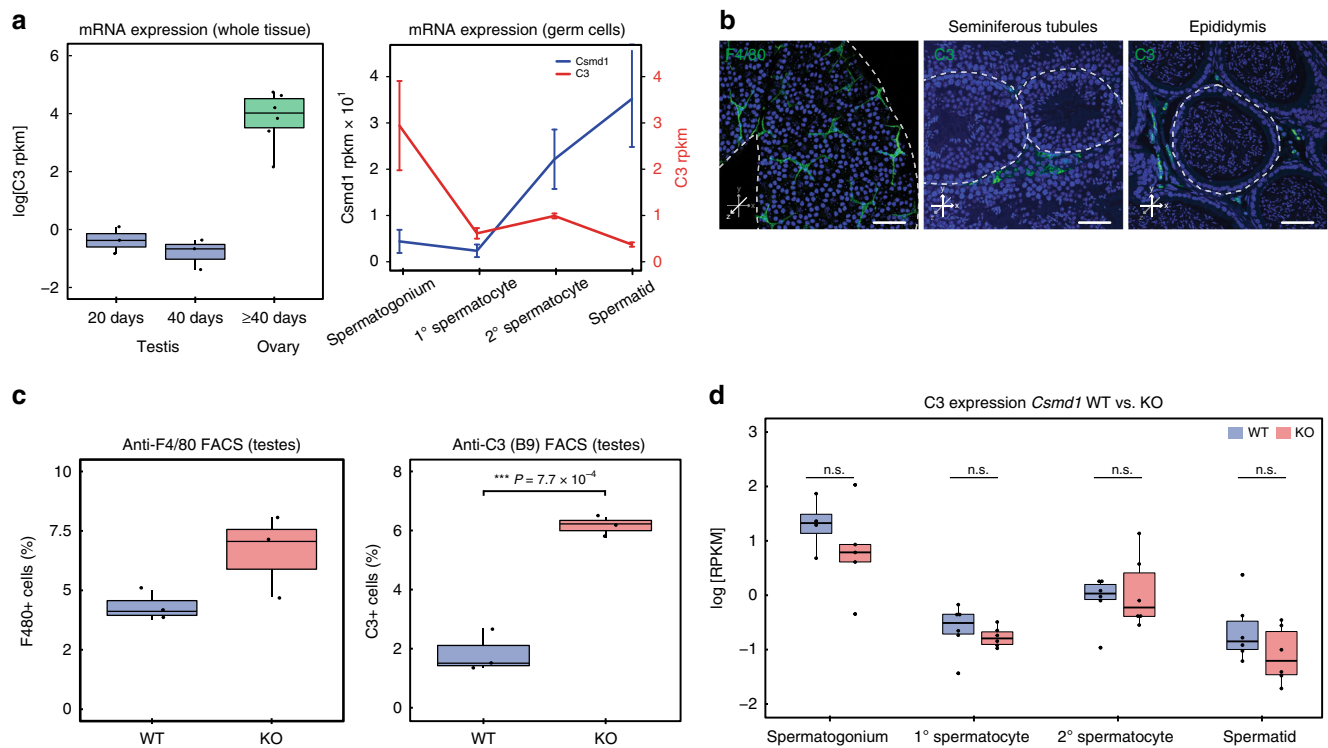 a
mRNA expression (whole tissue)
log[C3 rpkm]
6
4
2
0
−2
20 days
40 days
≥40 days
Testis
Ovary
mRNA expression (germ cells)
Csmd1
C3
Csmd1 rpkm × 10¹
4
3
2
1
0
C3 rpkm
4
3
2
1
0
Spermatogonium
1° spermatocyte
2° spermatocyte
Spermatid
b
Seminiferous tubules
Epididymis
F4/80
C3
C3
y
x
z
y
x
z
y
x
z
c
Anti-F4/80 FACS (testes)
F480+ cells (%)
10
7.5
5
2
0
WT
KO
Anti-C3 (B9) FACS (testes)
*** P = 7.7 × 10⁻⁴
C3+ cells (%)
8
6
4
2
0
WT
KO
d
C3 expression Csmd1 WT vs. KO
WT
KO
n.s.
n.s.
n.s.
n.s.
log [RPKM]
3
2
1
0
−1
−2
Spermatogonium
1° spermatocyte
2° spermatocyte
Spermatid